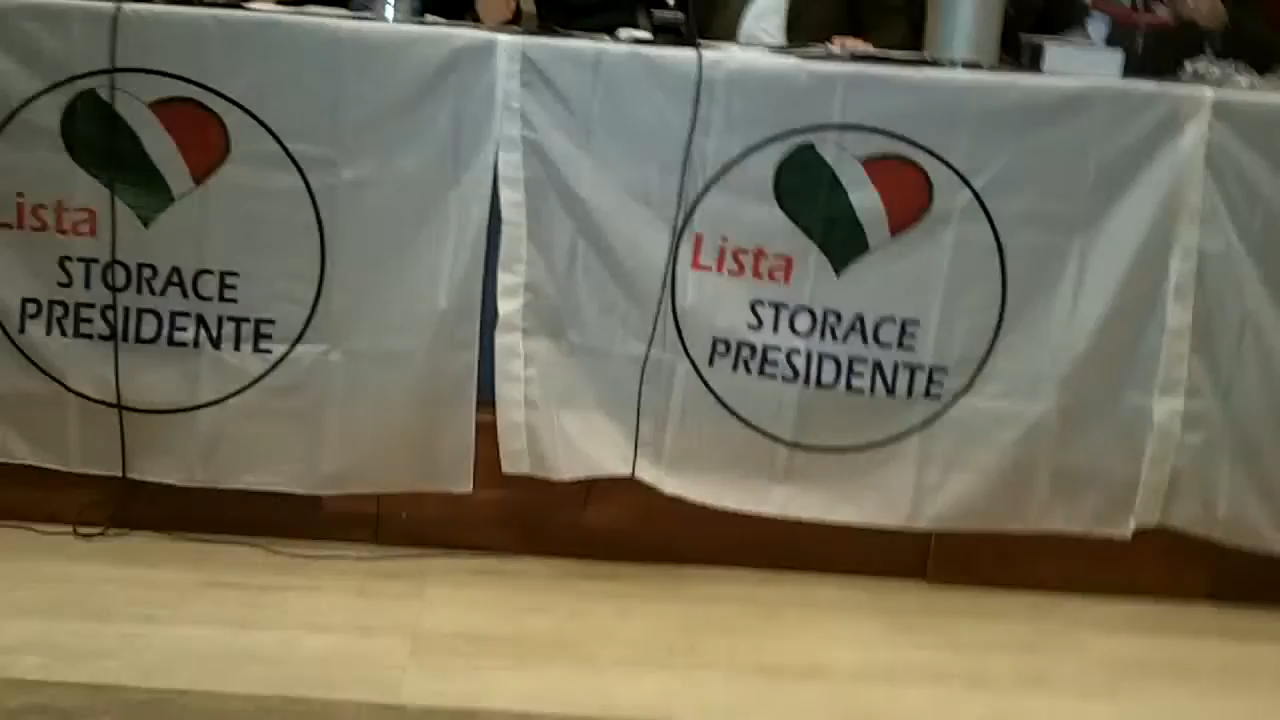 Lista
STORACE
PRESIDENTE
Lista
STORACE
PRESIDENTE